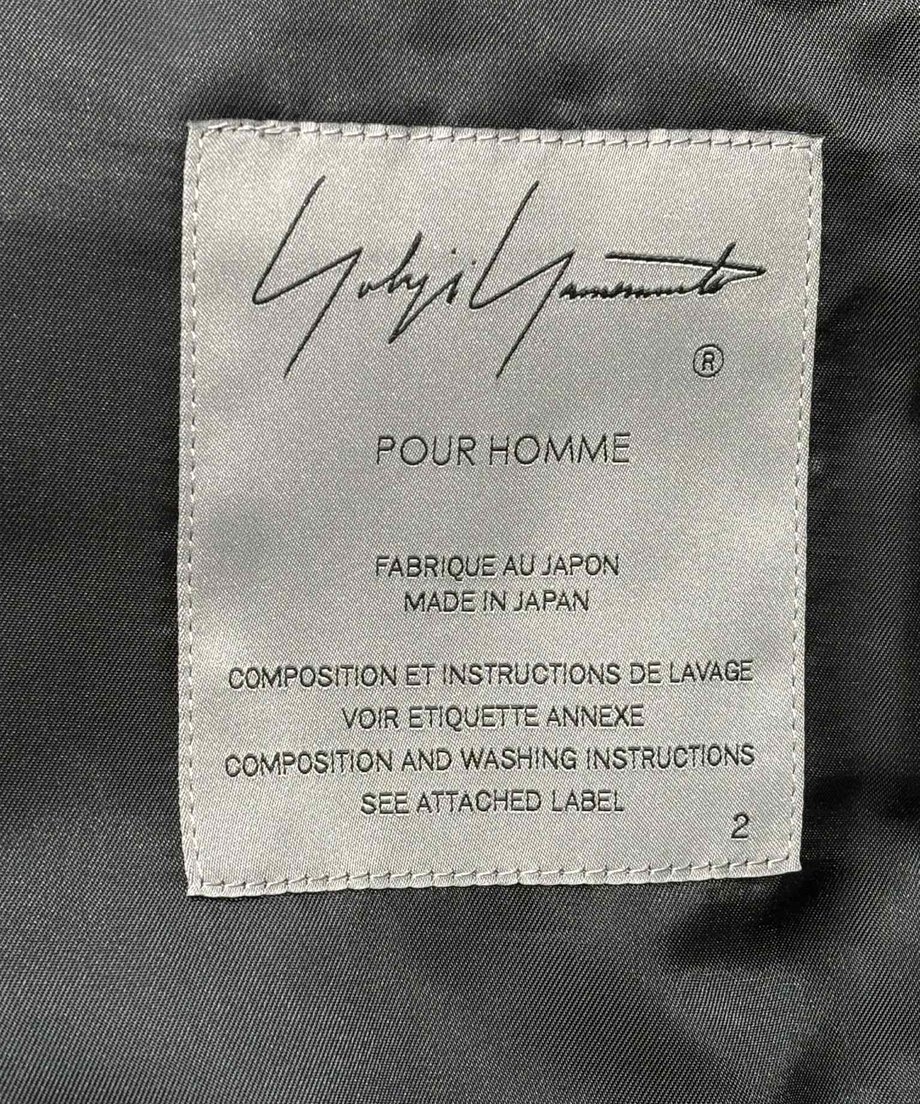 Yohji Yamamoto
®
POUR HOMME
FABRIQUE AU JAPON
MADE IN JAPAN
COMPOSITION ET INSTRUCTIONS DE LAVAGE
VOIR ETIQUETTE ANNEXE
COMPOSITION AND WASHING INSTRUCTIONS
SEE ATTACHED LABEL
2